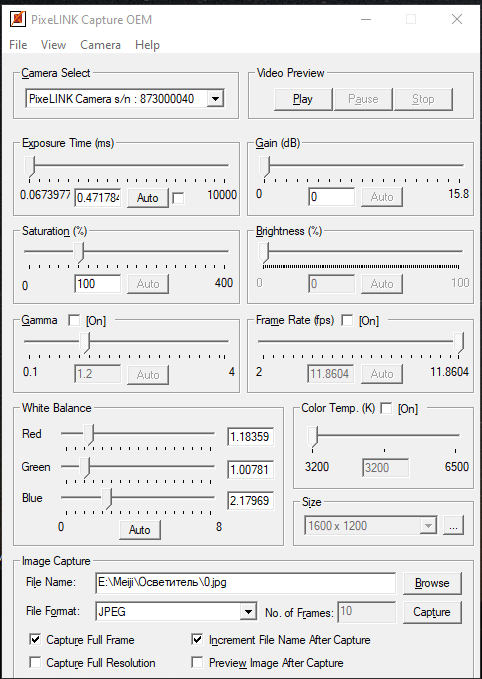 PixeLINK Capture OEM
File View Camera Help
Camera Select
PixeLINK Camera s/n : 873000040
Video Preview
Play Pause Stop
Exposure Time (ms)
0.0673977 0.471784 Auto 10000
Gain (dB)
0 0 Auto 15.8
Saturation (%)
0 100 Auto 400
Brightness (%)
0 0 Auto 100
Gamma [On]
0.1 1.2 Auto 4
Frame Rate (fps) [On]
2 11.8604 Auto 11.8604
White Balance
Red 1.18359
Green 1.00781
Blue 2.17969
0 Auto 8
Color Temp. (K) [On]
3200 3200 6500
Size
1600 x 1200 ...
Image Capture
File Name: E:\Meiji\Осветитель\0.jpg Browse
File Format: JPEG No. of Frames: 10 Capture
Capture Full Frame Increment File Name After Capture
Capture Full Resolution Preview Image After Capture